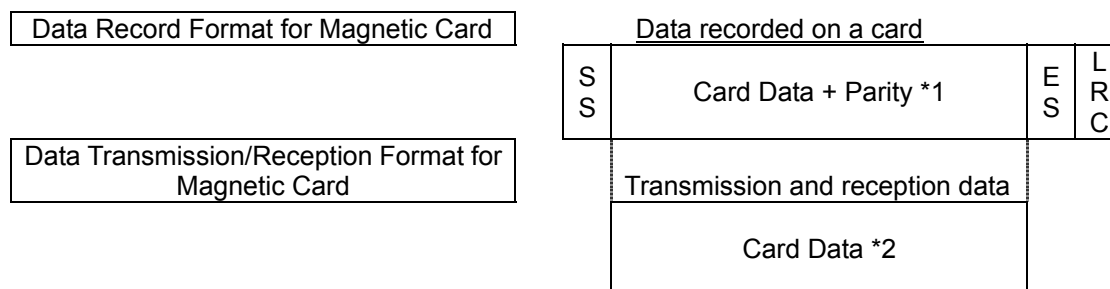 Data Record Format for Magnetic Card
Data recorded on a card
S
S
Card Data + Parity *1
E
S
L
R
C
Data Transmission/Reception Format for
Magnetic Card
Transmission and reception data
Card Data *2